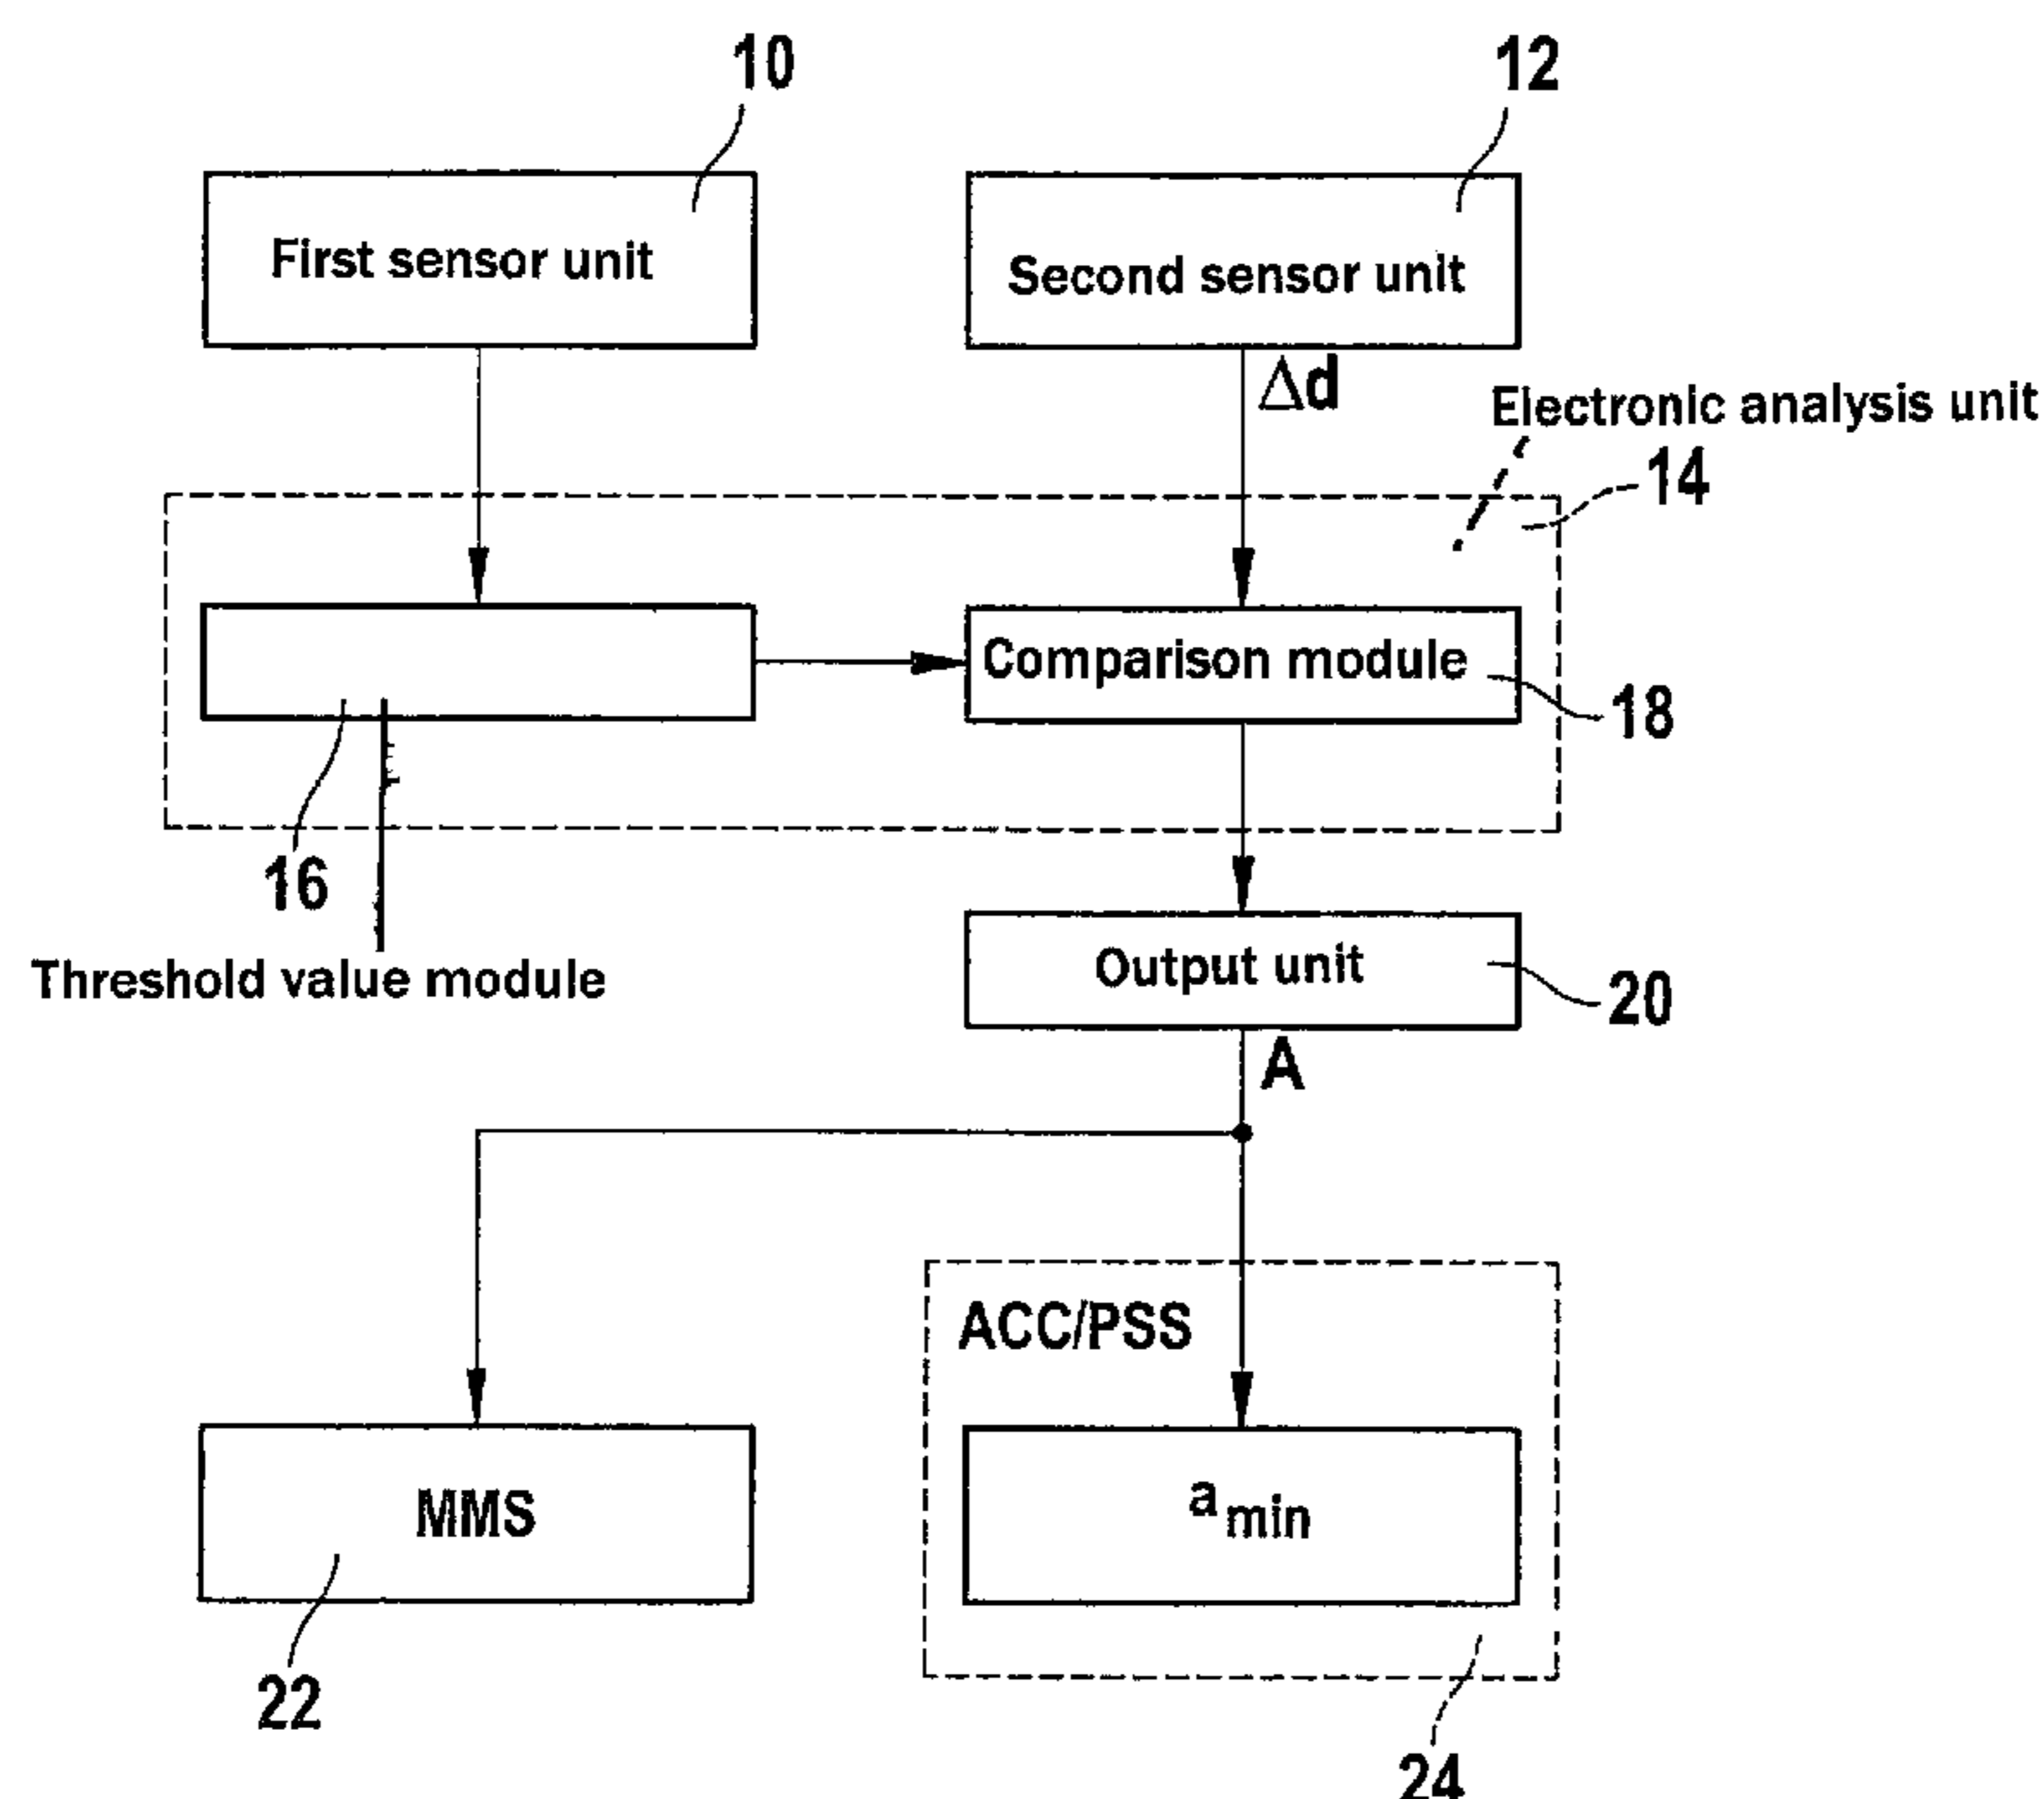 10
12
First sensor unit
Second sensor unit
Δd
Electronic analysis unit
14
Comparison module
18
16
Threshold value module
Output unit
20
A
ACC/PSS
MMS
a min
22
24